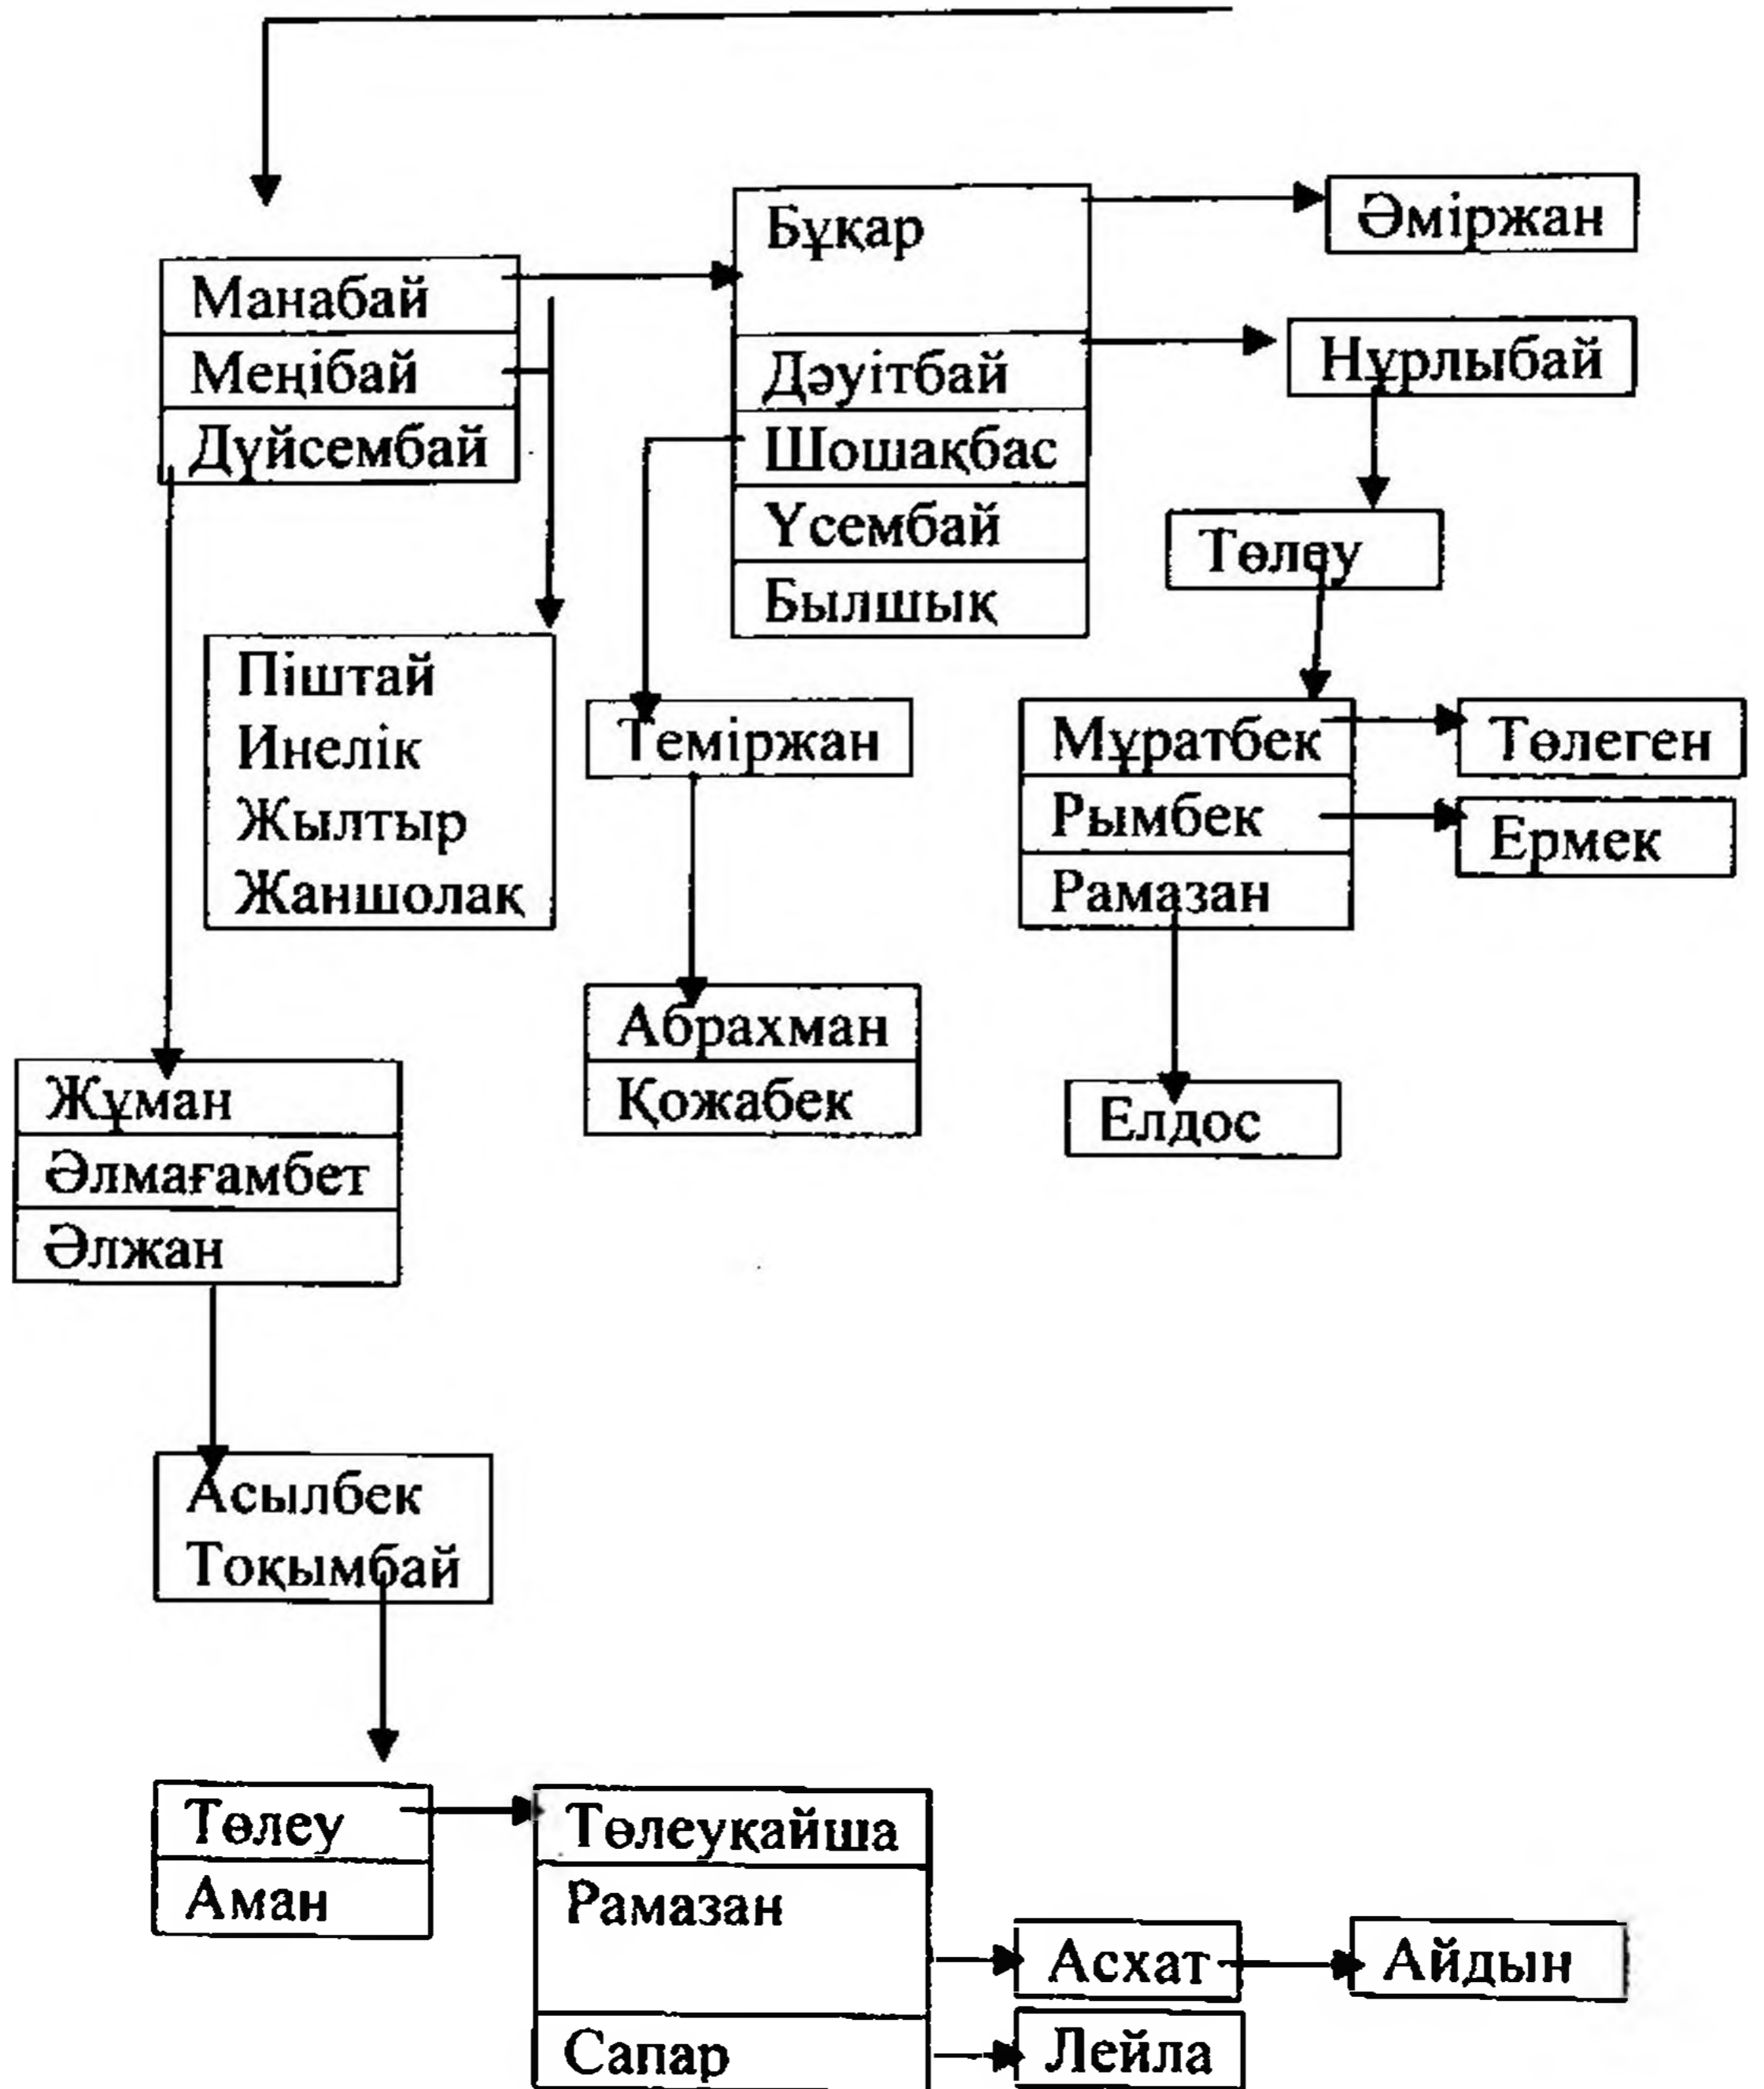 Манабай
Меңібай
Дүйсембай
Бұқар
Дәуітбай
Шошақбас
Үсембай
Былшық
Әміржан
Нұрлыбай
Төлеу
Піштай
Инелік
Жылтыр
Жаншолақ
Теміржан
Мұратбек
Рымбек
Рамазан
Төлеген
Ермек
Абрахман
Қожабек
Елдос
Жұман
Әлмағамбет
Әлжан
Асылбек
Тоқымбай
Төлеу
Аман
Төлеуқайша
Рамазан
Сапар
Асхат
Айдын
Лейла